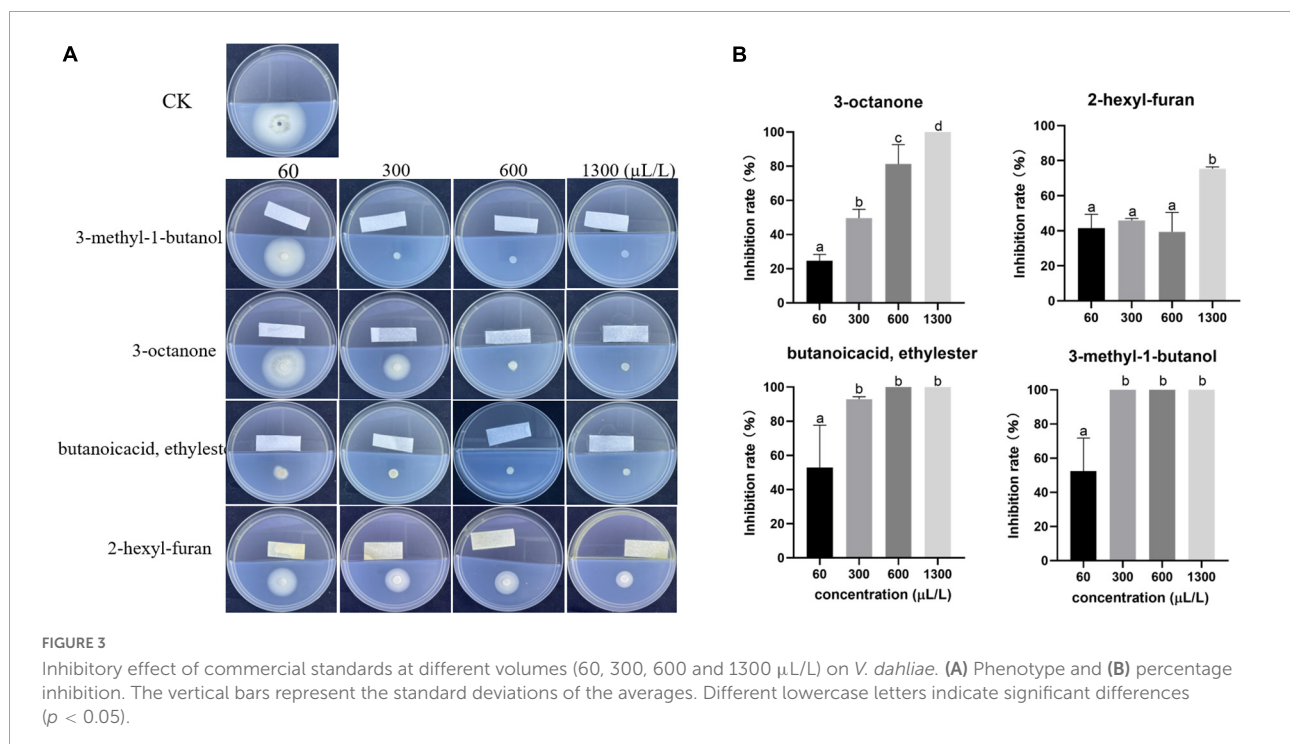 A
CK
60 300 600 1300 (μL/L)
3-methyl-1-butanol
3-octanone
butanoicacid, ethyleste
2-hexyl-furan
B
3-octanone
Inhibition rate (%)
100
80
60
40
20
0
a
b
c
d
60 300 600 1300
2-hexyl-furan
Inhibition rate (%)
100
80
60
40
20
0
a
a
a
b
60 300 600 1300
butanoicacid, ethylester
Inhibition rate (%)
100
80
60
40
20
0
a
b
b
b
60 300 600 1300
concentration (μL/L)
3-methyl-1-butanol
Inhibition rate (%)
100
80
60
40
20
0
a
b
b
b
60 300 600 1300
concentration (μL/L)
FIGURE 3
Inhibitory effect of commercial standards at different volumes (60, 300, 600 and 1300 μL/L) on V. dahliae. (A) Phenotype and (B) percentage
inhibition. The vertical bars represent the standard deviations of the averages. Different lowercase letters indicate significant differences
(p < 0.05).